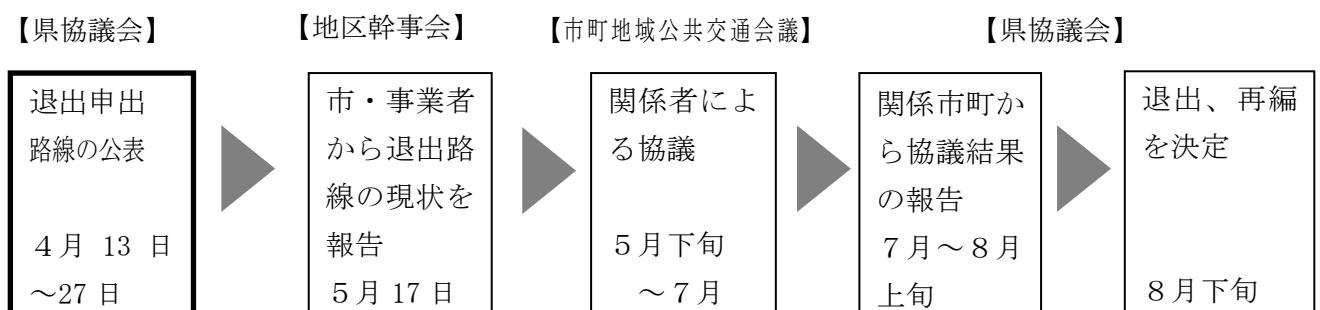 【県協議会】
【地区幹事会】
【市町地域公共交通会議】
【県協議会】
退出申出
路線の公表
４月 13 日
～27 日
市・事業者
から退出路
線の現状を
報告
５月 17 日
関係者によ
る協議
５月下旬
～７月
関係市町か
ら協議結果
の報告
７月～８月
上旬
退出、再編
を決定
８月下旬